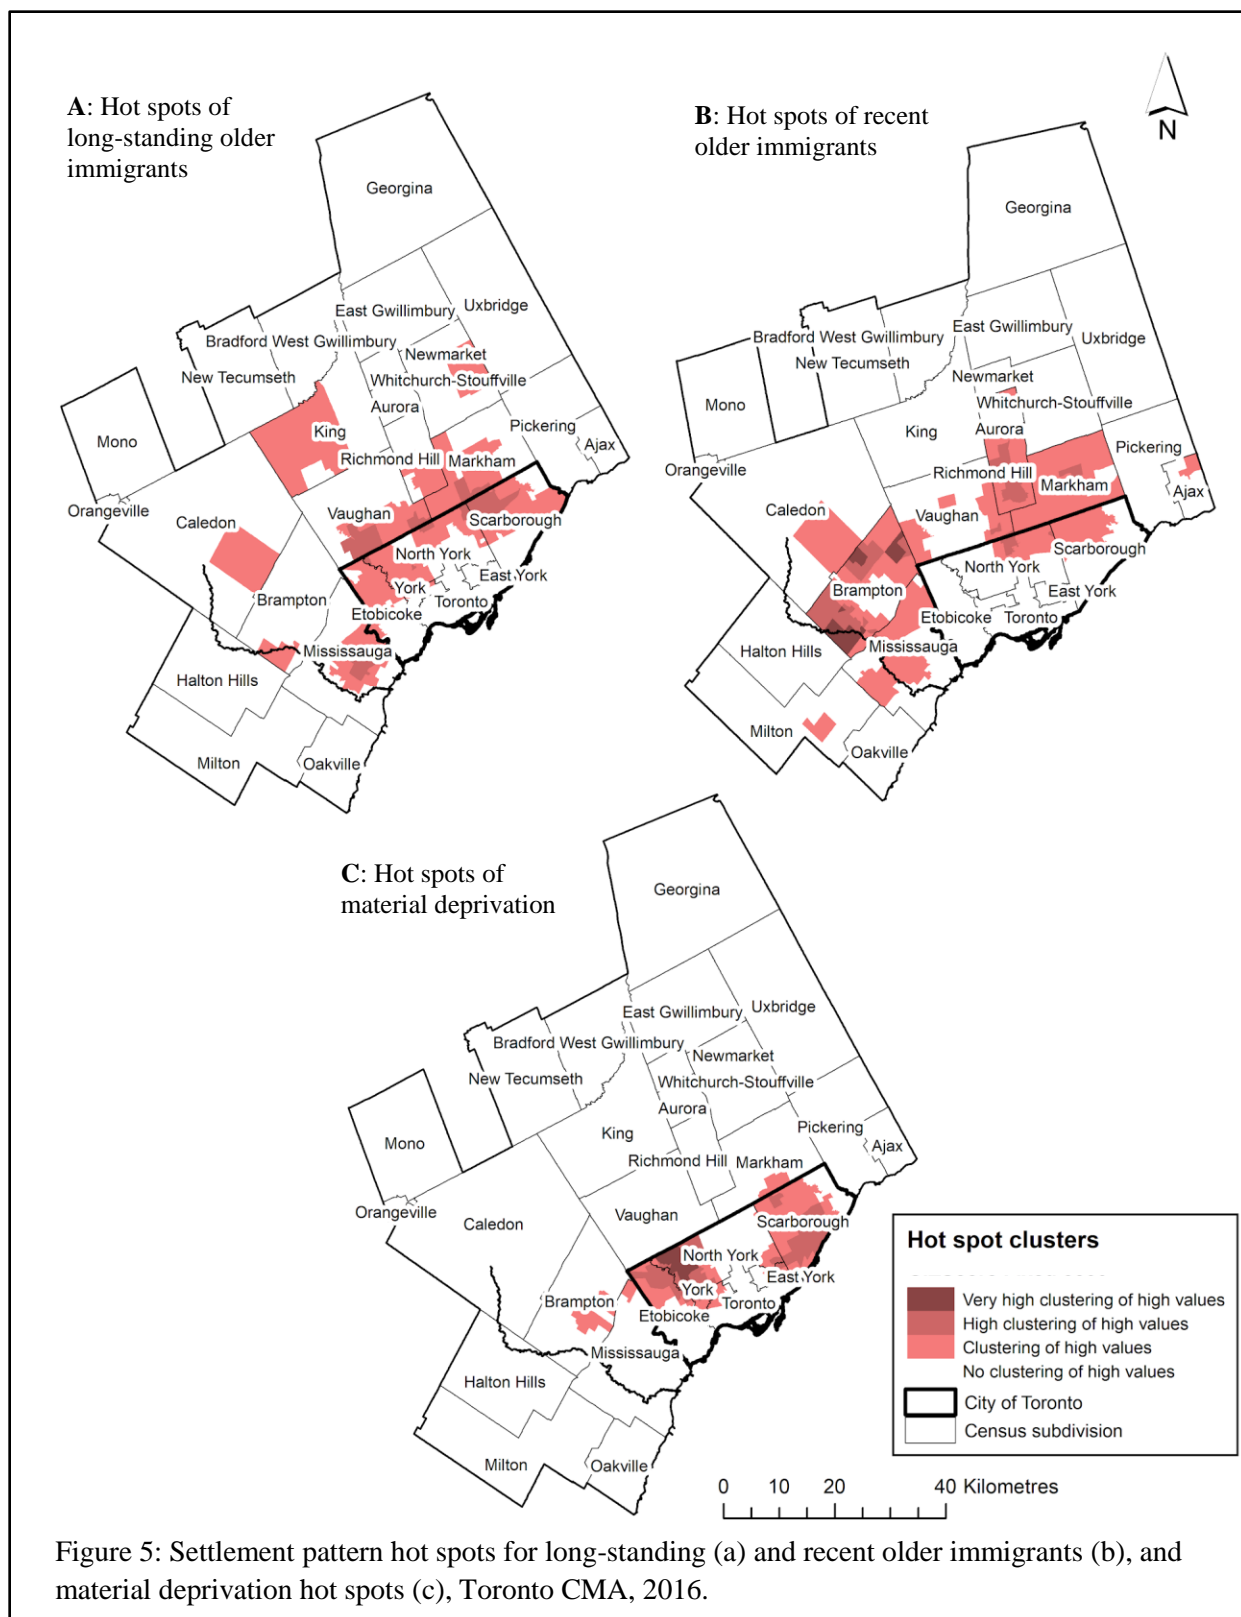 A: Hot spots of
long-standing older
immigrants
Georgina
East Gwillimbury
Uxbridge
Bradford West Gwillimbury
Newmarket
New Tecumseth
Whitchurch-Stouffville
Aurora
Mono
King
Pickering
Ajax
Richmond Hill
Markham
Orangeville
Caledon
Vaughan
Scarborough
North York
East York
York
Brampton
Toronto
Etobicoke
Mississauga
Halton Hills
Milton
Oakville
B: Hot spots of recent
older immigrants
N
Georgina
East Gwillimbury
Uxbridge
Bradford West Gwillimbury
New Tecumseth
Newmarket
Mono
Whitchurch-Stouffville
King
Aurora
Pickering
Orangeville
Richmond Hill
Markham
Ajax
Caledon
Vaughan
Scarborough
North York
Brampton
East York
Etobicoke
Toronto
Mississauga
Halton Hills
Milton
Oakville
C: Hot spots of
material deprivation
Georgina
East Gwillimbury
Uxbridge
Bradford West Gwillimbury
Newmarket
New Tecumseth
Whitchurch-Stouffville
Aurora
Mono
King
Pickering
Ajax
Richmond Hill
Markham
Orangeville
Caledon
Vaughan
Scarborough
North York
East York
York
Brampton
Toronto
Etobicoke
Mississauga
Halton Hills
Milton
Oakville
Hot spot clusters
Very high clustering of high values
High clustering of high values
Clustering of high values
No clustering of high values
City of Toronto
Census subdivision
0 10 20 40 Kilometres
Figure 5: Settlement pattern hot spots for long-standing (a) and recent older immigrants (b), and
material deprivation hot spots (c), Toronto CMA, 2016.